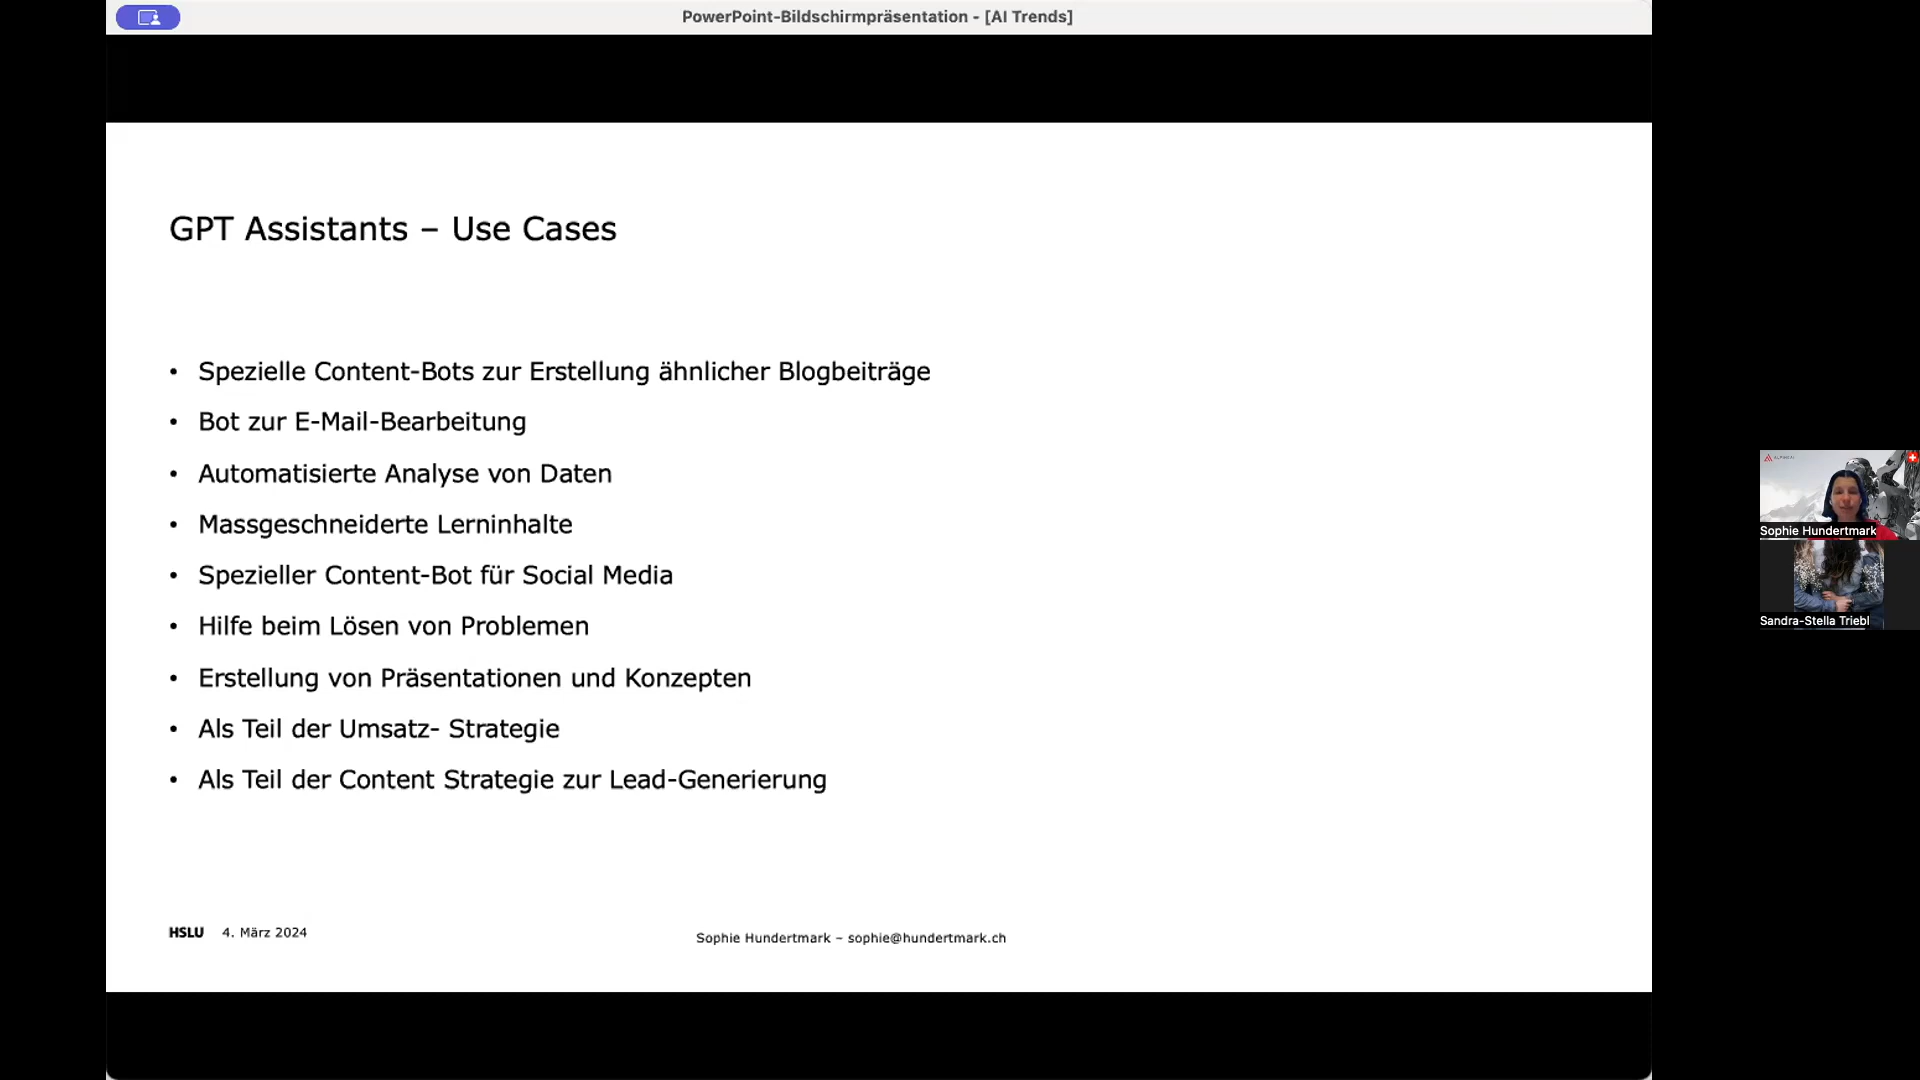 PowerPoint-Bildschirmpräsentation - [AI Trends]
GPT Assistants – Use Cases
• Spezielle Content-Bots zur Erstellung ähnlicher Blogbeiträge
• Bot zur E-Mail-Bearbeitung
• Automatisierte Analyse von Daten
• Massgeschneiderte Lerninhalte
• Spezieller Content-Bot für Social Media
• Hilfe beim Lösen von Problemen
• Erstellung von Präsentationen und Konzepten
• Als Teil der Umsatz- Strategie
• Als Teil der Content Strategie zur Lead-Generierung
HSLU 4. März 2024
Sophie Hundertmark – sophie@hundertmark.ch
Sophie Hundertmark
Sandra-Stella Triebl